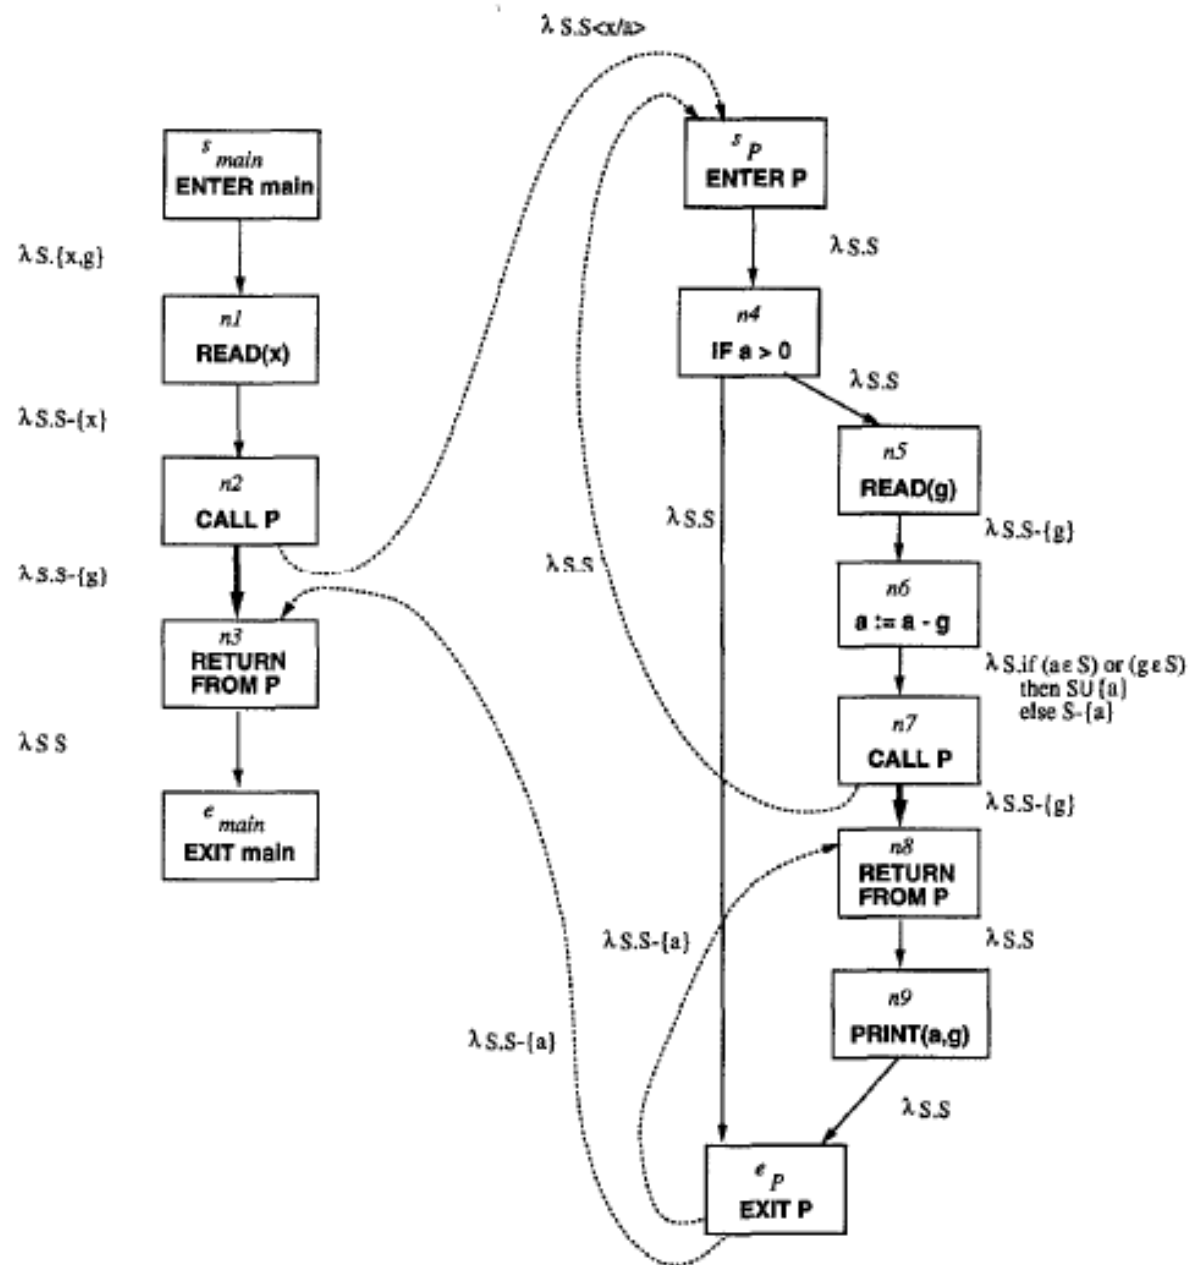 λ S.S<x/a>
s main
ENTER main
λ S.{x,g}
n1
READ(x)
λ S.S-{x}
n2
CALL P
λ S.S-{g}
n3
RETURN
FROM P
λ S S
e main
EXIT main
s P
ENTER P
λ S.S
n4
IF a > 0
λ S.S
λ S.S
λ S.S
n5
READ(g)
λ S.S-{g}
n6
a := a - g
λ S.if (a ε S) or (g ε S)
then SU{a}
else S-{a}
n7
CALL P
λ S.S-{g}
n8
RETURN
FROM P
λ S.S
λ S.S-{a}
n9
PRINT(a,g)
λ S.S-{a}
λ S.S
e P
EXIT P